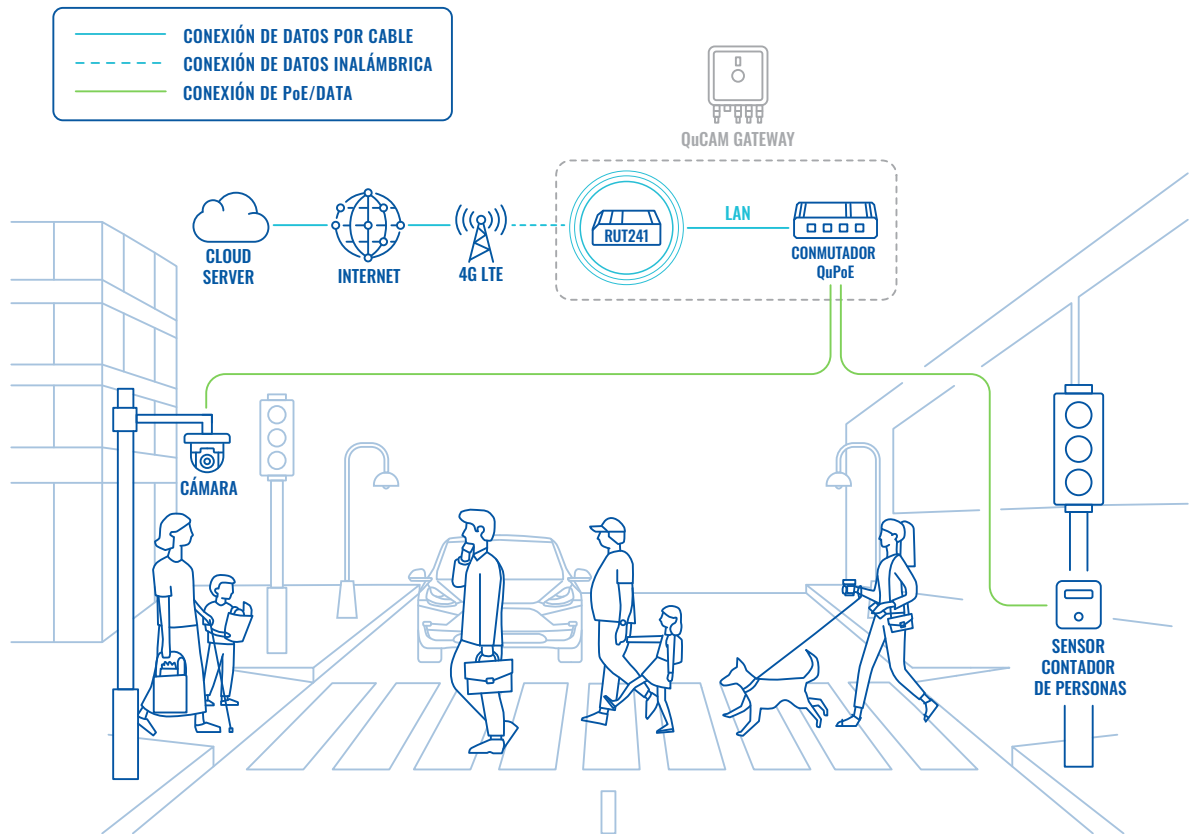 CONEXIÓN DE DATOS POR CABLE
CONEXIÓN DE DATOS INALÁMBRICA
CONEXIÓN DE PoE/DATA
QuCAM GATEWAY
CLOUD
SERVER
INTERNET
4G LTE
RUT241
LAN
CONMUTADOR
QuPoE
CÁMARA
SENSOR
CONTADOR
DE PERSONAS